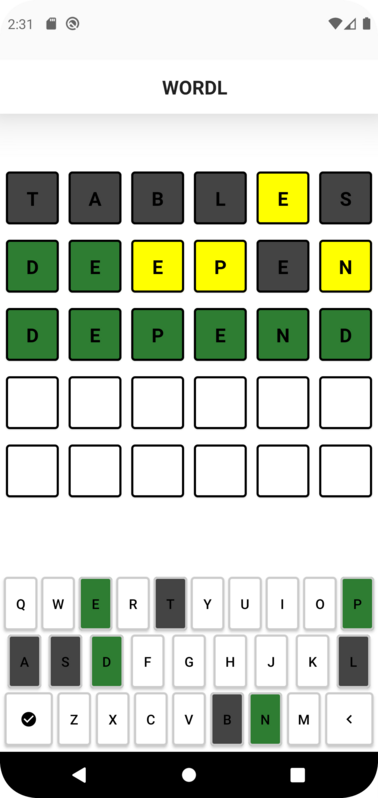 2:31
WORDL
T A B L E S
D E E P E N
D E P E N D
Q W E R T Y U I O P
A S D F G H J K L
Z X C V B N M <